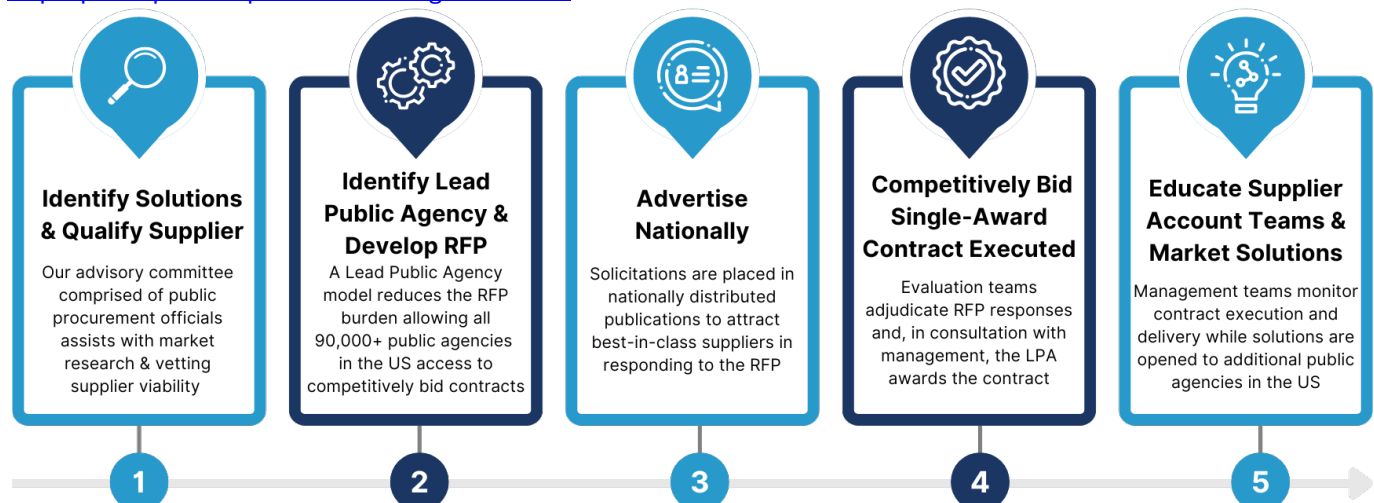 Identify Solutions
& Qualify Supplier
Our advisory committee
comprised of public
procurement officials
assists with market
research & vetting
supplier viability
1
Identify Lead
Public Agency &
Develop RFP
A Lead Public Agency
model reduces the RFP
burden allowing all
90,000+ public agencies
in the US access to
competitively bid contracts
2
Advertise
Nationally
Solicitations are placed in
nationally distributed
publications to attract
best-in-class suppliers in
responding to the RFP
3
Competitively Bid
Single-Award
Contract Executed
Evaluation teams
adjudicate RFP responses
and, in consultation with
management, the LPA
awards the contract
4
Educate Supplier
Account Teams &
Market Solutions
Management teams monitor
contract execution and
delivery while solutions are
opened to additional public
agencies in the US
5